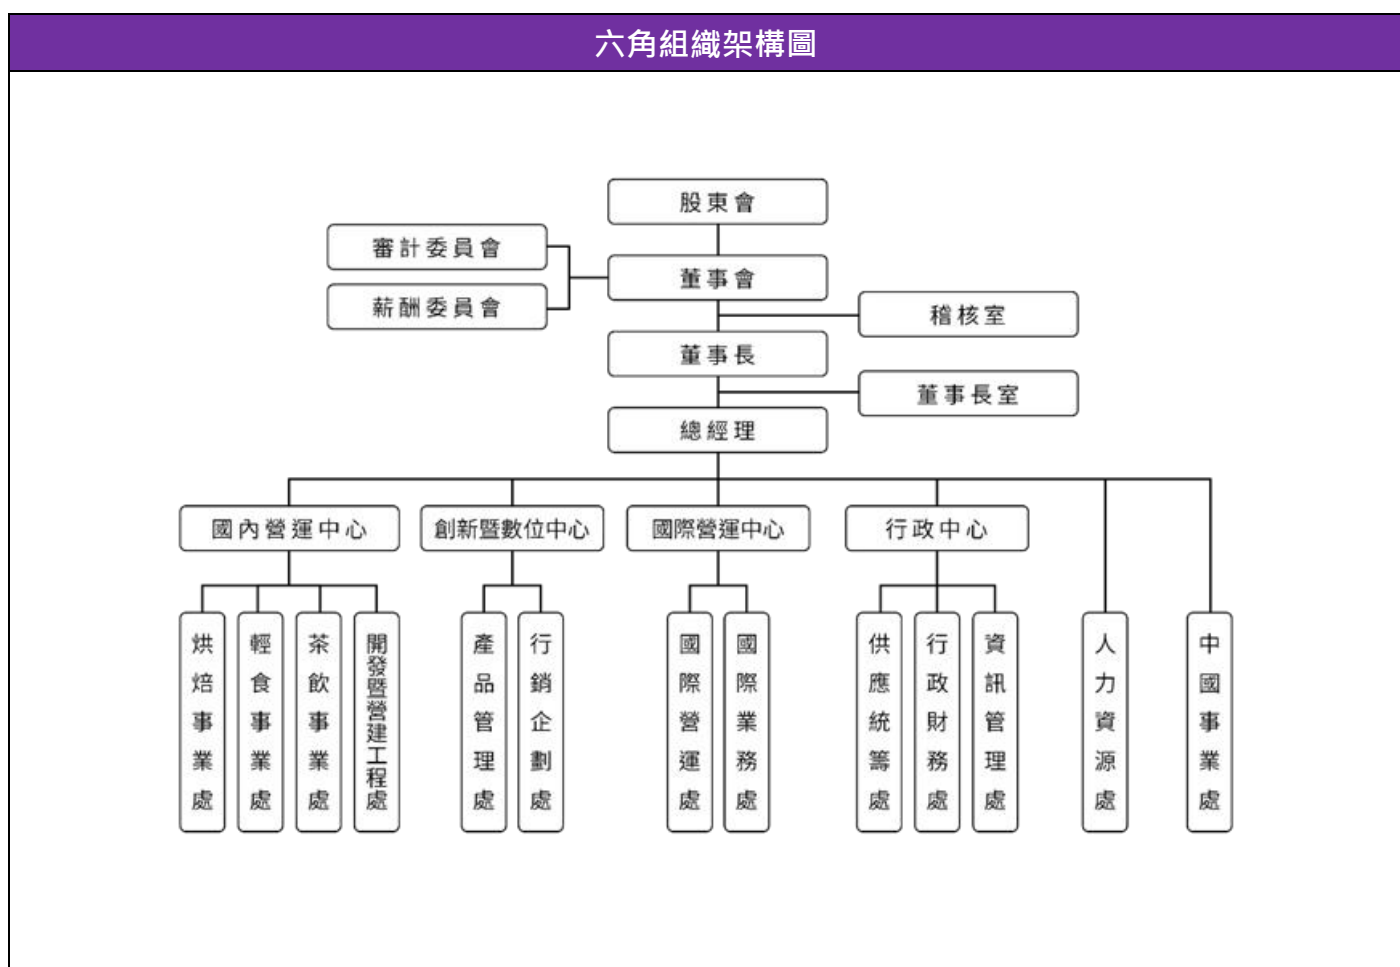 六角組織架構圖
股東會
審計委員會
董事會
薪酬委員會
稽核室
董事長
董事長室
總經理
國內營運中心
創新暨數位中心
國際營運中心
行政中心
烘焙事業處
輕食事業處
茶飲事業處
開發暨營建工程處
產品管理處
行銷企劃處
國際營運處
國際業務處
供應統籌處
行政財務處
資訊管理處
人力資源處
中國事業處